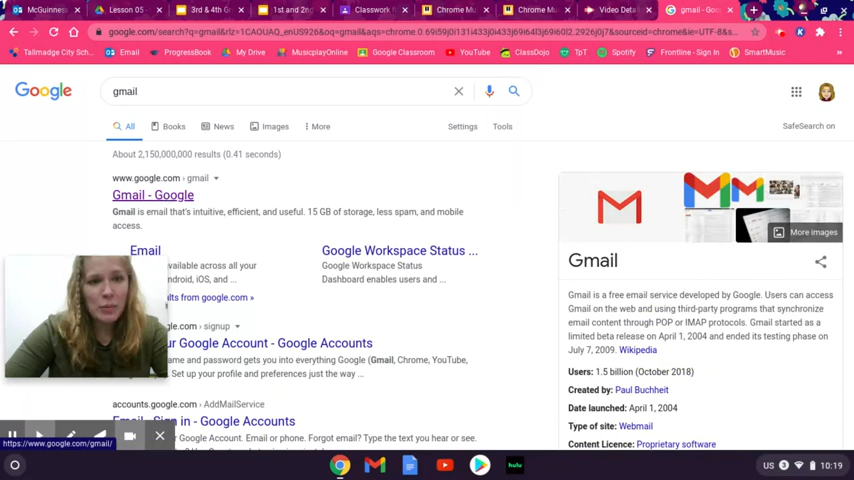 McGuinness
Lesson 05 -
3rd & 4th G
1st and 2nd
Classwork f
Chrome Mu
Chrome Mu
Video Detai
gmail - Goo
google.com/search?q=gmail&rlz=1CAOUAQ_enUS926&oq=gmail&aqs=chrome.0.69i59j0i131i433j0i433j69i64l3j69i60l2.2926j0j7&sourceid=chrome&ie=UTF-8&s...
Tallmadge City Sch...
Email
ProgressBook
My Drive
MusicplayOnline
Google Classroom
YouTube
ClassDojo
TpT
Spotify
Frontline - Sign In
SmartMusic
Google
gmail
All
Books
News
Images
More
Settings
Tools
SafeSearch on
About 2,150,000,000 results (0.41 seconds)
www.google.com › gmail
Gmail - Google
Gmail is email that's intuitive, efficient, and useful. 15 GB of storage, less spam, and mobile
access.
Email
vailable across all your
ndroid, iOS, and ...
Google Workspace Status ...
Google Workspace Status
Dashboard enables users and ...
lts from google.com »
gle.com › signup
ur Google Account - Google Accounts
ame and password gets you into everything Google (Gmail, Chrome, YouTube,
. Set up your profile and preferences just the way ...
accounts.google.com › AddMailService
Email - Sign in - Google Accounts
ur Google Account. Email or phone. Forgot email? Type the text you hear or see.
More images
Gmail
Gmail is a free email service developed by Google. Users can access
Gmail on the web and using third-party programs that synchronize
email content through POP or IMAP protocols. Gmail started as a
limited beta release on April 1, 2004 and ended its testing phase on
July 7, 2009. Wikipedia
Users: 1.5 billion (October 2018)
Created by: Paul Buchheit
Date launched: April 1, 2004
Type of site: Webmail
Content Licence: Proprietary software
https://www.google.com/gmail/
hulu
US
3
10:19